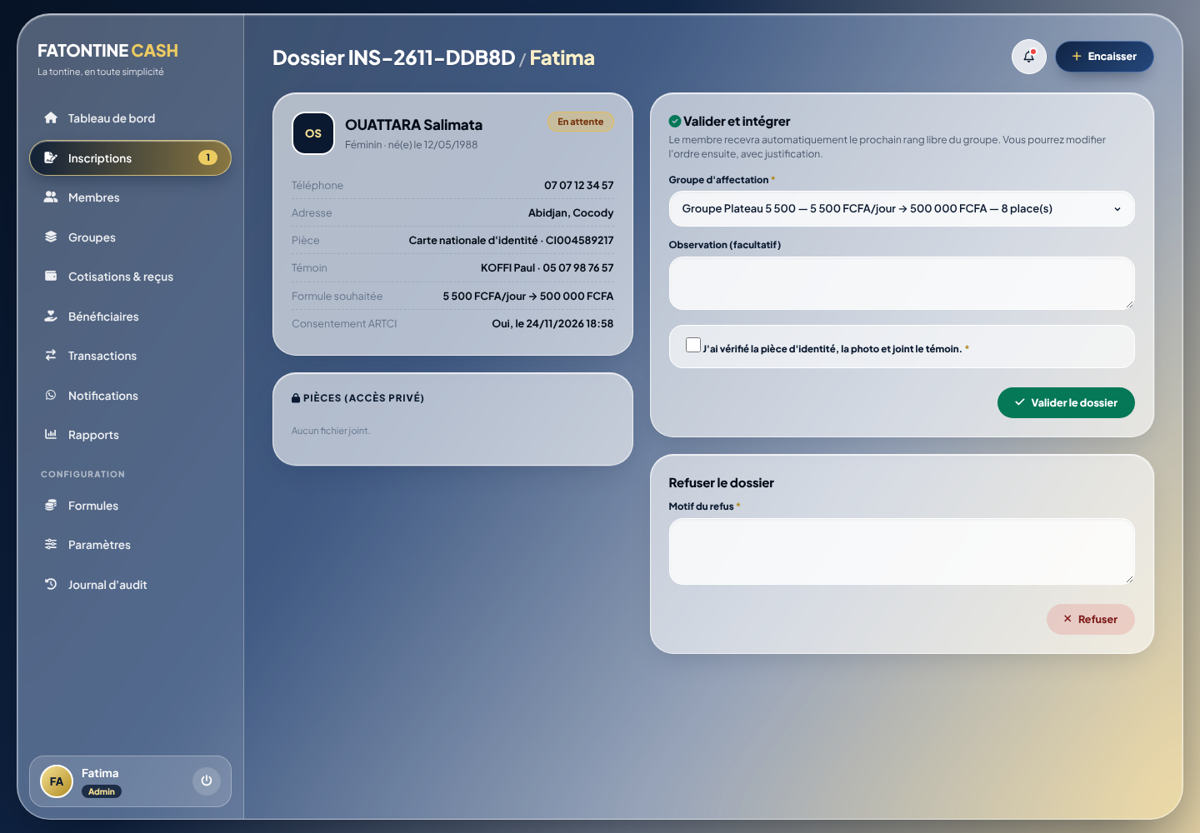 FATONTINE CASH
La tontine, en toute simplicité
Tableau de bord
Inscriptions 1
Membres
Groupes
Cotisations & reçus
Bénéficiaires
Transactions
Notifications
Rapports
CONFIGURATION
Formules
Paramètres
Journal d'audit
FA Fatima
Admin
Dossier INS-2611-DDB8D / Fatima
+ Encaisser
OS OUATTARA Salimata En attente
Féminin · né(e) le 12/05/1988
Téléphone 07 07 12 34 57
Adresse Abidjan, Cocody
Pièce Carte nationale d'identité · CI004589217
Témoin KOFFI Paul · 05 07 98 76 57
Formule souhaitée 5 500 FCFA/jour → 500 000 FCFA
Consentement ARTCI Oui, le 24/11/2026 18:58
PIÈCES (ACCÈS PRIVÉ)
Aucun fichier joint.
Valider et intégrer
Le membre recevra automatiquement le prochain rang libre du groupe. Vous pourrez modifier
l'ordre ensuite, avec justification.
Groupe d'affectation *
Groupe Plateau 5 500 — 5 500 FCFA/jour → 500 000 FCFA — 8 place(s)
Observation (facultatif)
J'ai vérifié la pièce d'identité, la photo et joint le témoin. *
Valider le dossier
Refuser le dossier
Motif du refus *
Refuser